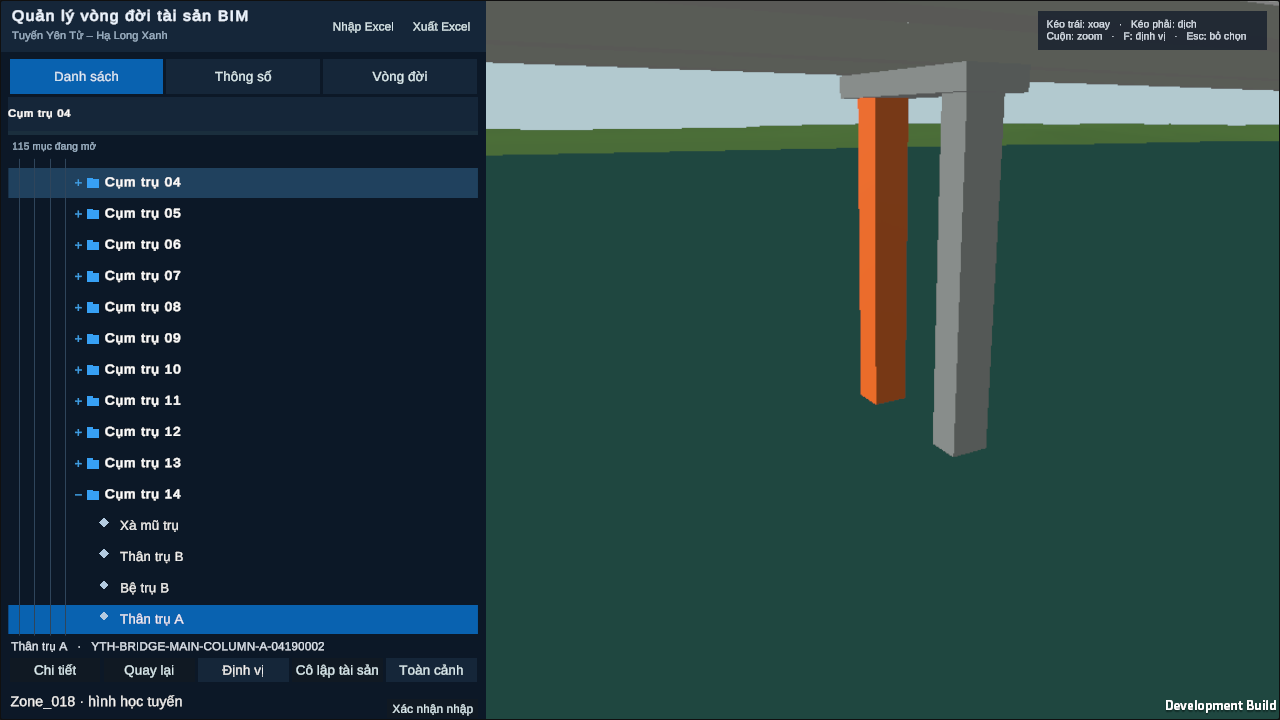 Quản lý vòng đời tài sản BIM
Tuyến Yên Tử – Hạ Long Xanh
Nhập Excel
Xuất Excel
Danh sách
Thông số
Vòng đời
Cụm trụ 04
115 mục đang mở
+ Cụm trụ 04
+ Cụm trụ 05
+ Cụm trụ 06
+ Cụm trụ 07
+ Cụm trụ 08
+ Cụm trụ 09
+ Cụm trụ 10
+ Cụm trụ 11
+ Cụm trụ 12
+ Cụm trụ 13
− Cụm trụ 14
Xà mũ trụ
Thân trụ B
Bệ trụ B
Thân trụ A
Thân trụ A · YTH-BRIDGE-MAIN-COLUMN-A-04190002
Chi tiết
Quay lại
Định vị
Cô lập tài sản
Toàn cảnh
Zone_018 · hình học tuyến
Xác nhận nhập
Kéo trái: xoay · Kéo phải: dịch
Cuộn: zoom · F: định vị · Esc: bỏ chọn
Development Build